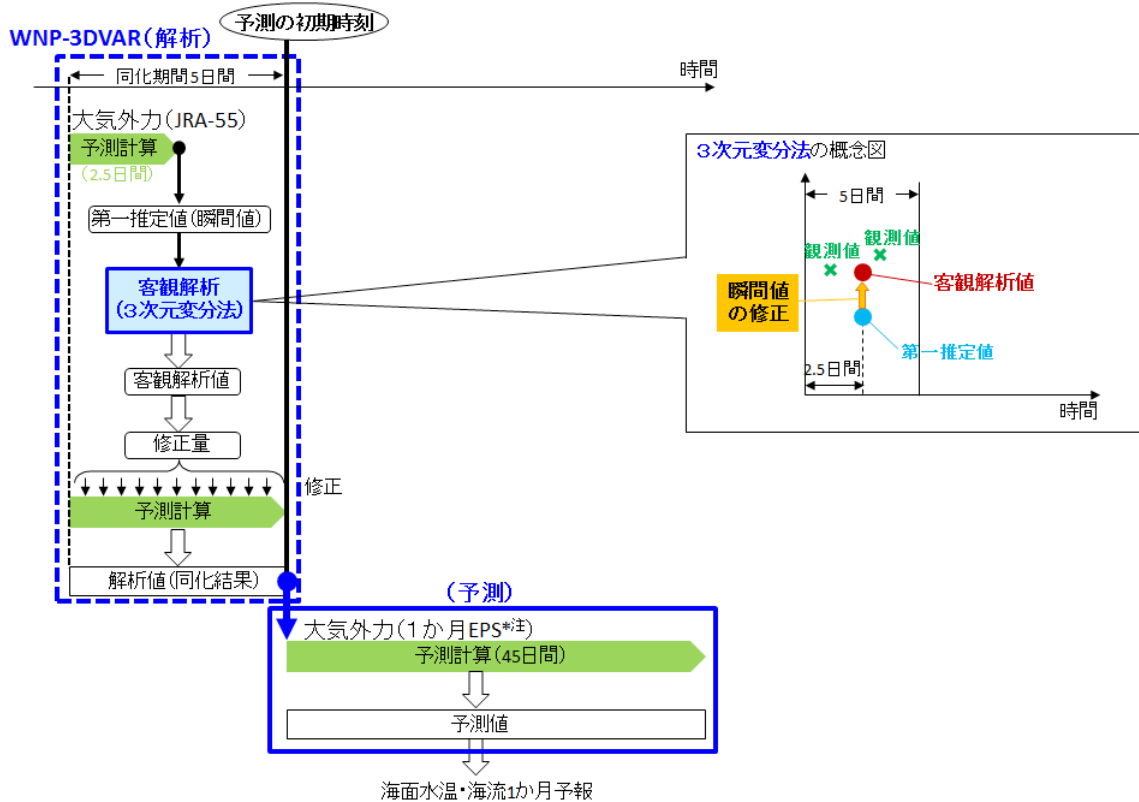 予測の初期時刻
WNP-3DVAR(解析)
同化期間5日間
時間
大気外力(JRA-55)
予測計算
(2.5日間)
第一推定値(瞬間値)
客観解析
(3次元変分法)
客観解析値
修正量
修正
予測計算
解析値(同化結果)
3次元変分法の概念図
5日間
観測値
観測値
客観解析値
瞬間値
の修正
第一推定値
2.5日間
時間
(予測)
大気外力(1か月EPS*注)
予測計算(45日間)
予測値
海面水温・海流1か月予報